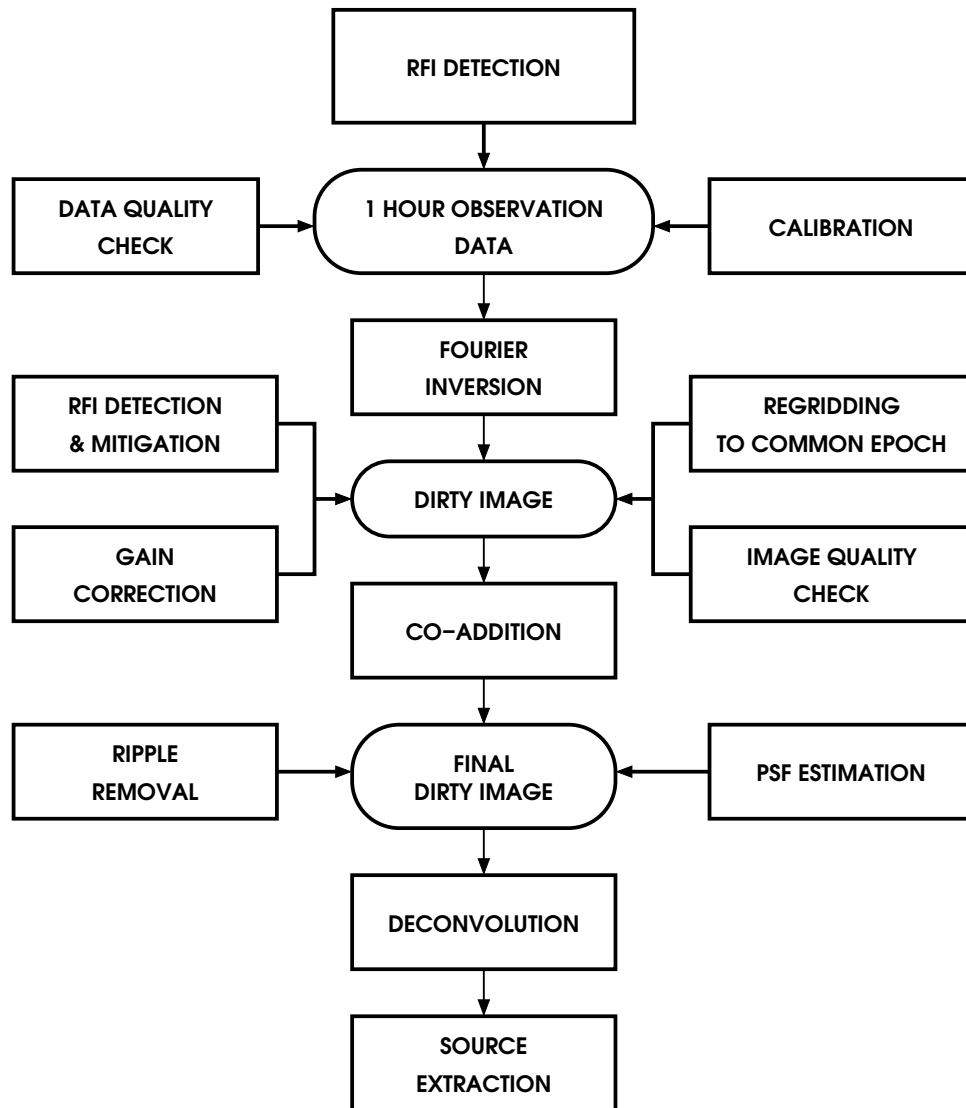 RFI DETECTION
DATA QUALITY
CHECK
1 HOUR OBSERVATION
DATA
CALIBRATION
FOURIER
INVERSION
RFI DETECTION
& MITIGATION
REGRIDDING
TO COMMON EPOCH
DIRTY IMAGE
GAIN
CORRECTION
IMAGE QUALITY
CHECK
CO−ADDITION
RIPPLE
REMOVAL
FINAL
DIRTY IMAGE
PSF ESTIMATION
DECONVOLUTION
SOURCE
EXTRACTION